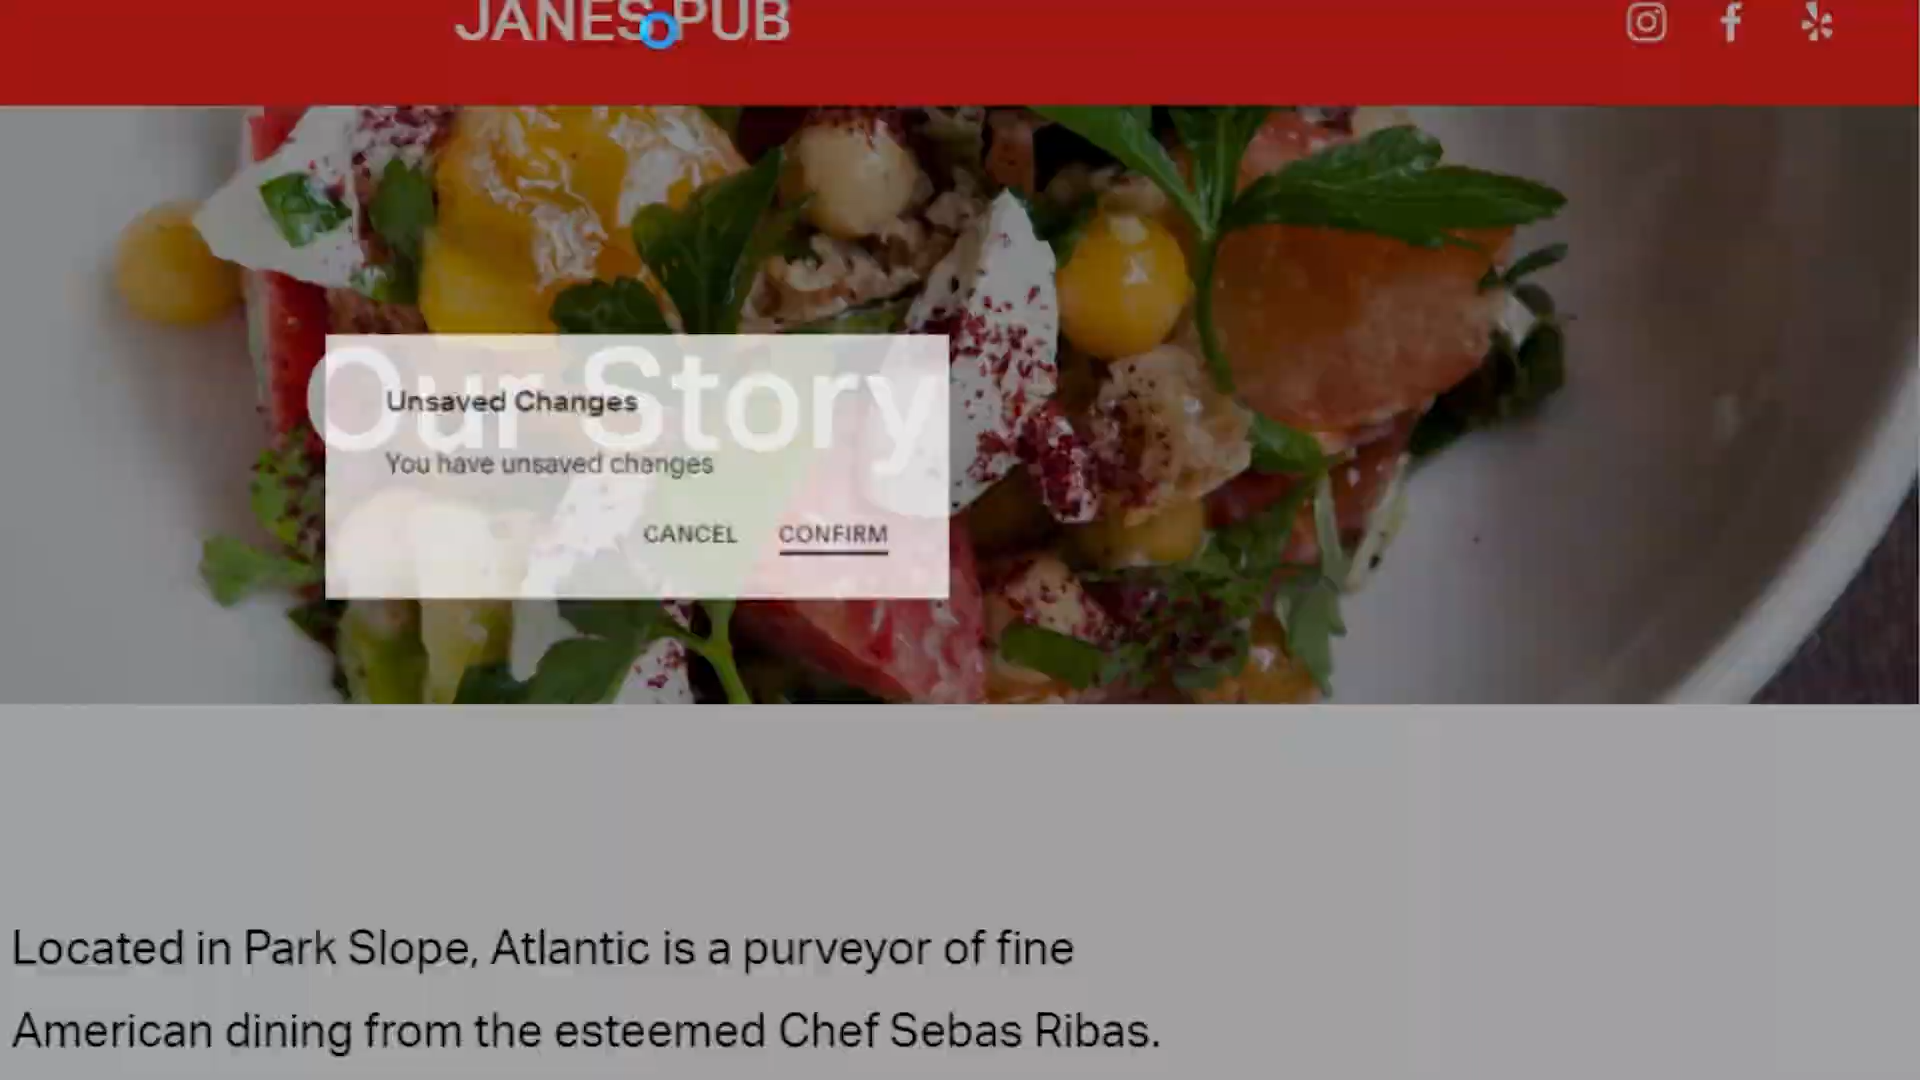 JANES PUB
Our Story
Unsaved Changes
You have unsaved changes
CANCEL CONFIRM
Located in Park Slope, Atlantic is a purveyor of fine
American dining from the esteemed Chef Sebas Ribas.